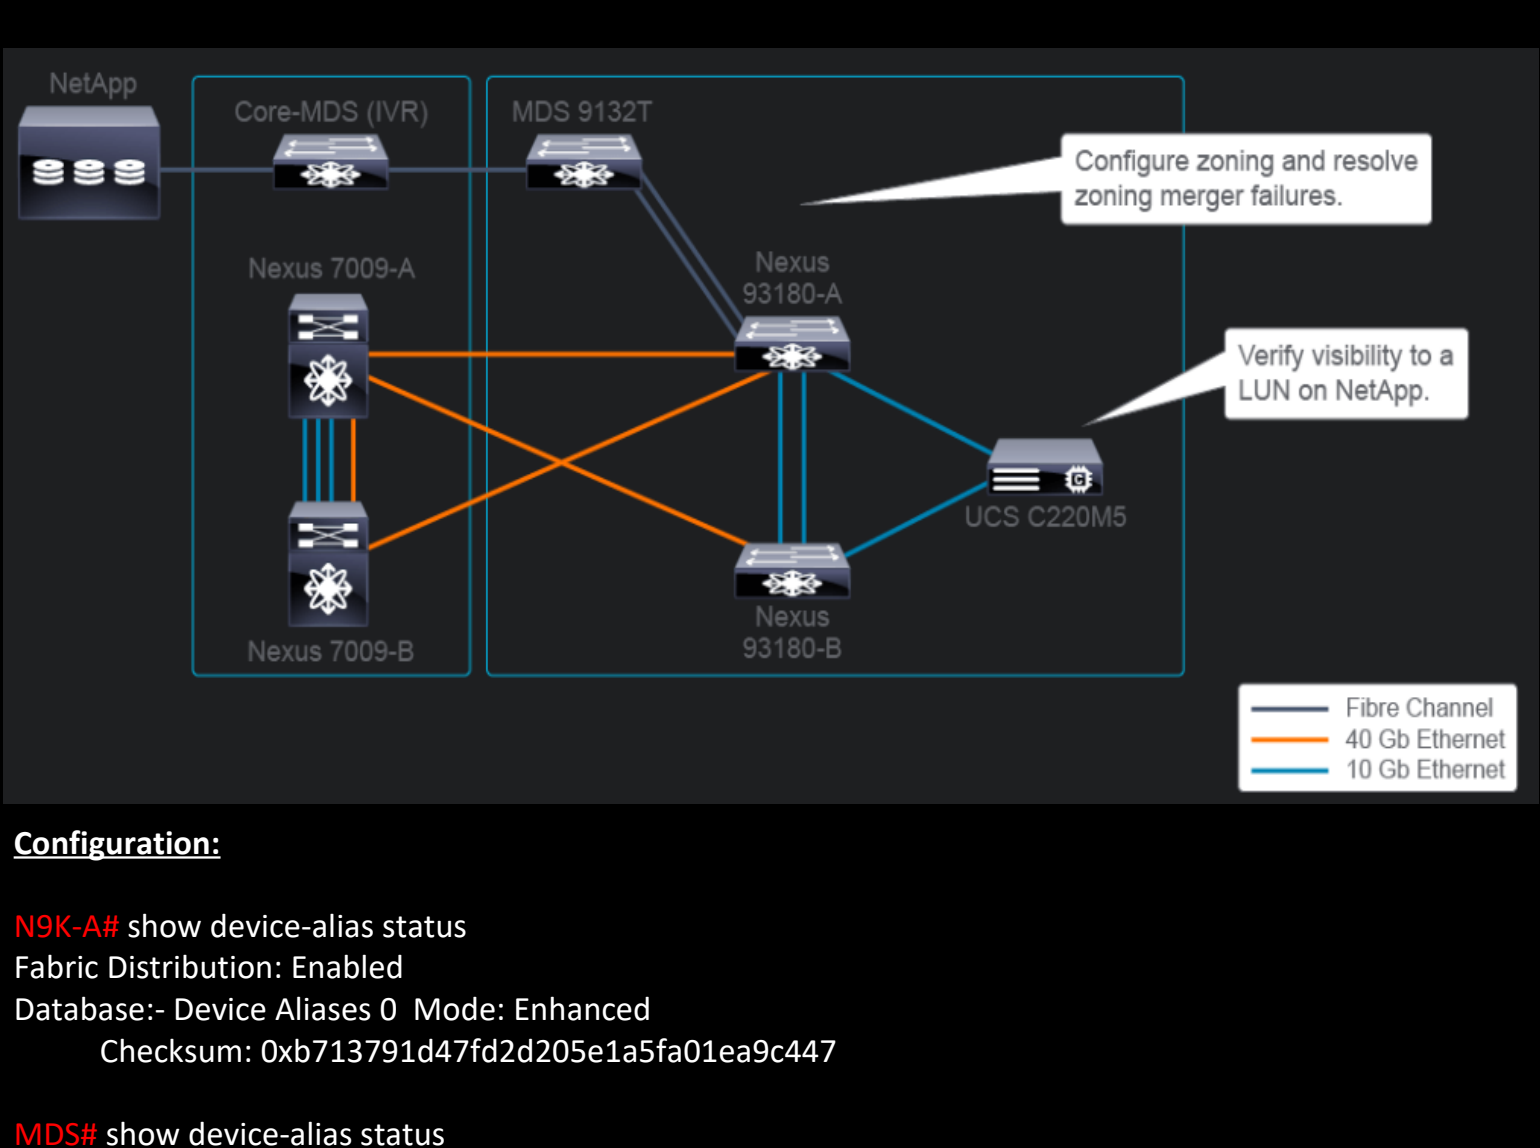 NetApp
Core-MDS (IVR)
MDS 9132T
Configure zoning and resolve
zoning merger failures.
Nexus 7009-A
Nexus
93180-A
Verify visibility to a
LUN on NetApp.
UCS C220M5
Nexus 7009-B
Nexus
93180-B
Fibre Channel
40 Gb Ethernet
10 Gb Ethernet
Configuration:
N9K-A# show device-alias status
Fabric Distribution: Enabled
Database:- Device Aliases 0 Mode: Enhanced
Checksum: 0xb713791d47fd2d205e1a5fa01ea9c447
MDS# show device-alias status